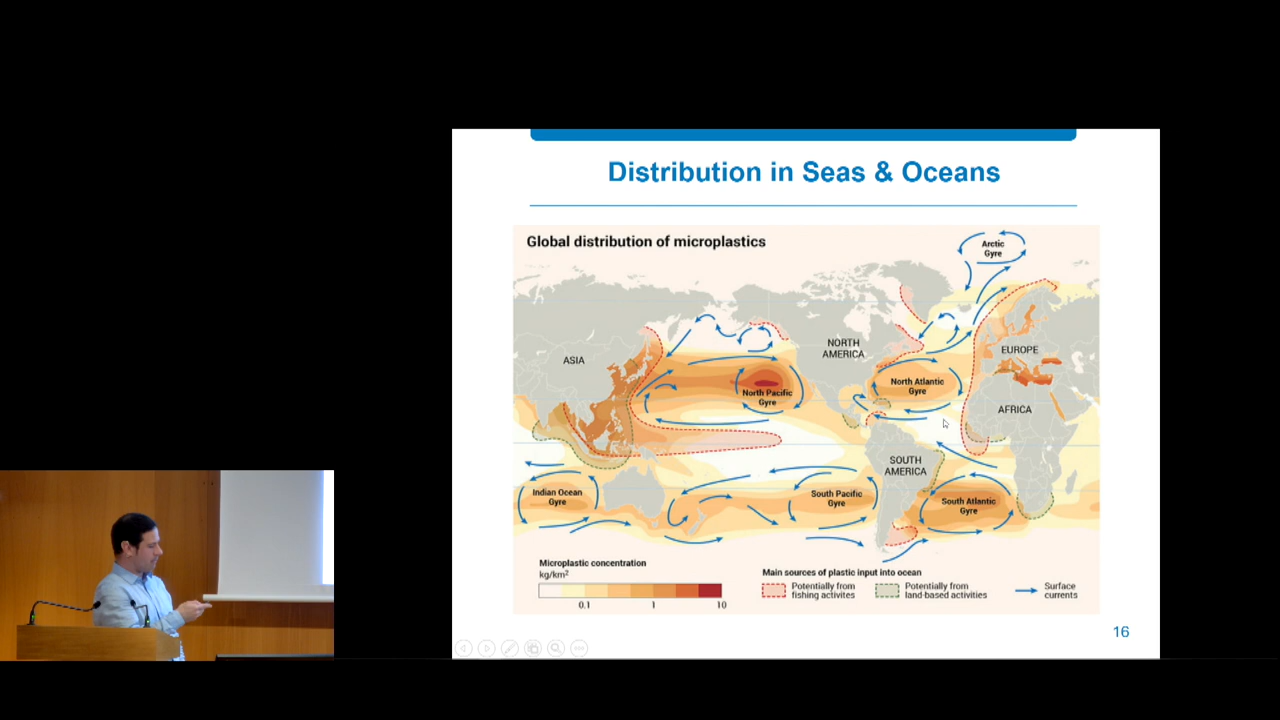 Distribution in Seas & Oceans
Global distribution of microplastics
Arctic
Gyre
ASIA
NORTH
AMERICA
EUROPE
North Pacific
Gyre
North Atlantic
Gyre
AFRICA
SOUTH
AMERICA
Indian Ocean
Gyre
South Pacific
Gyre
South Atlantic
Gyre
Microplastic concentration
kg/km²
0.1
1
10
Main sources of plastic input into ocean
Potentially from
fishing activites
Potentially from
land-based activities
Surface
currents
16